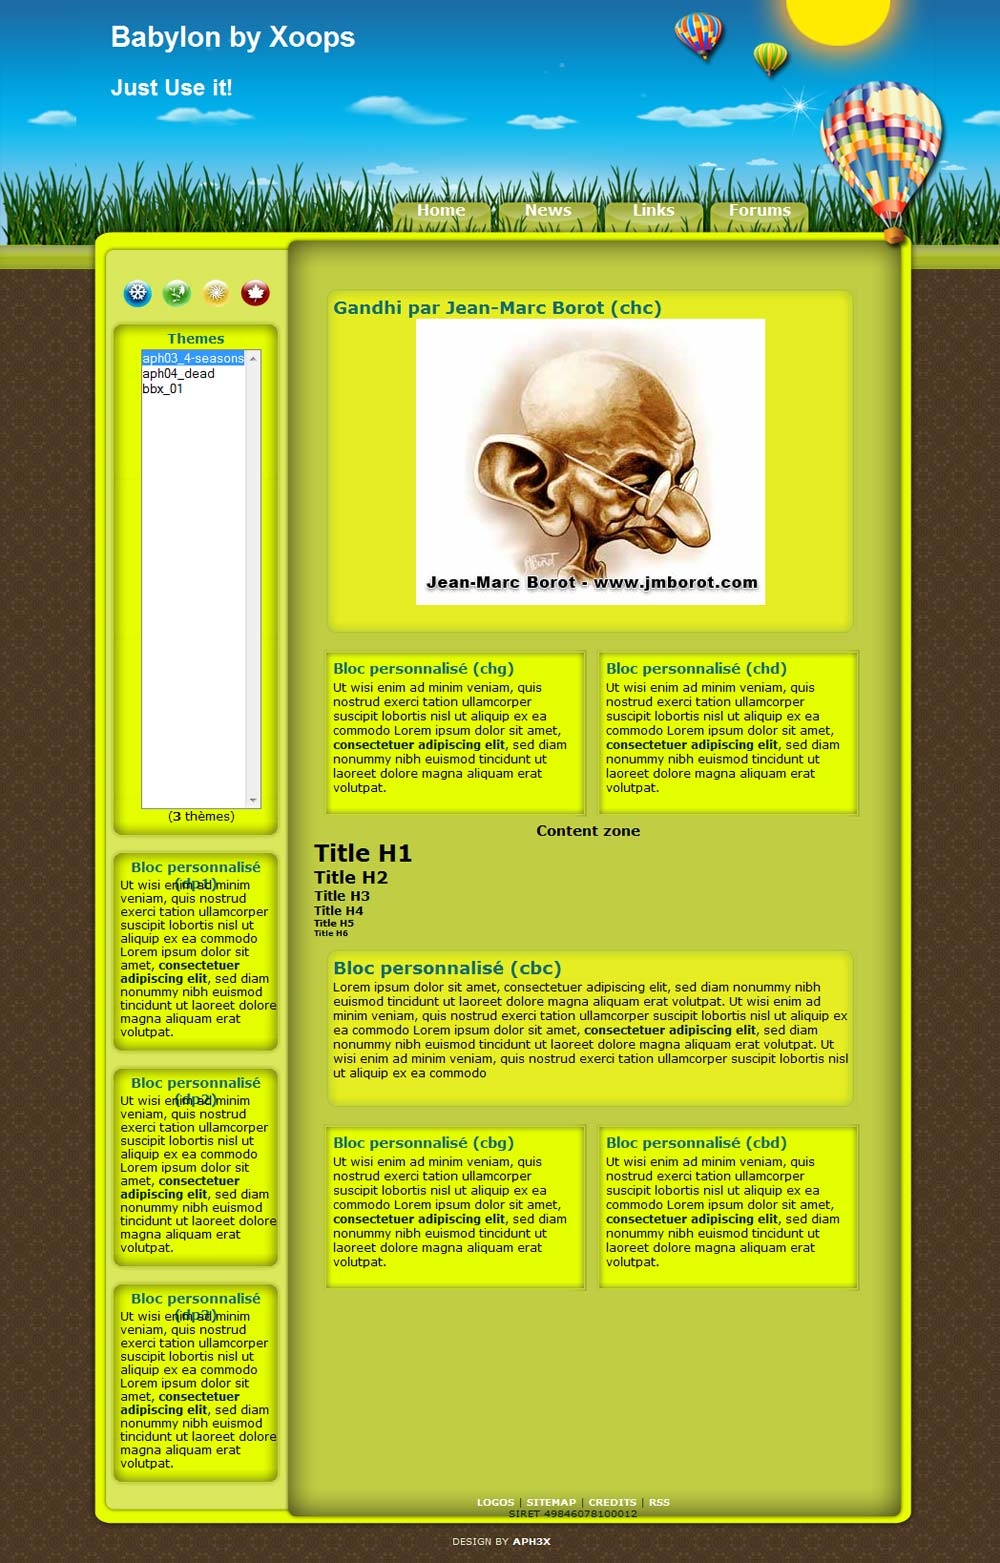 Babylon by Xoops
Just Use it!
Home
News
Links
Forums
Themes
aph03_4-seasons
aph04_dead
bbx_01
(3 thèmes)
Bloc personnalisé
(dp1)
Ut wisi enim ad minim
veniam, quis nostrud
exerci tation ullamcorper
suscipit lobortis nisl ut
aliquip ex ea commodo
Lorem ipsum dolor sit
amet, consectetuer
adipiscing elit, sed diam
nonummy nibh euismod
tincidunt ut laoreet dolore
magna aliquam erat
volutpat.
Bloc personnalisé
(dp2)
Ut wisi enim ad minim
veniam, quis nostrud
exerci tation ullamcorper
suscipit lobortis nisl ut
aliquip ex ea commodo
Lorem ipsum dolor sit
amet, consectetuer
adipiscing elit, sed diam
nonummy nibh euismod
tincidunt ut laoreet dolore
magna aliquam erat
volutpat.
Bloc personnalisé
(dp3)
Ut wisi enim ad minim
veniam, quis nostrud
exerci tation ullamcorper
suscipit lobortis nisl ut
aliquip ex ea commodo
Lorem ipsum dolor sit
amet, consectetuer
adipiscing elit, sed diam
nonummy nibh euismod
tincidunt ut laoreet dolore
magna aliquam erat
volutpat.
Gandhi par Jean-Marc Borot (chc)
Jean-Marc Borot - www.jmborot.com
Bloc personnalisé (chg)
Ut wisi enim ad minim veniam, quis
nostrud exerci tation ullamcorper
suscipit lobortis nisl ut aliquip ex ea
commodo Lorem ipsum dolor sit amet,
consectetuer adipiscing elit, sed diam
nonummy nibh euismod tincidunt ut
laoreet dolore magna aliquam erat
volutpat.
Bloc personnalisé (chd)
Ut wisi enim ad minim veniam, quis
nostrud exerci tation ullamcorper
suscipit lobortis nisl ut aliquip ex ea
commodo Lorem ipsum dolor sit amet,
consectetuer adipiscing elit, sed diam
nonummy nibh euismod tincidunt ut
laoreet dolore magna aliquam erat
volutpat.
Content zone
Title H1
Title H2
Title H3
Title H4
Title H5
Title H6
Bloc personnalisé (cbc)
Lorem ipsum dolor sit amet, consectetuer adipiscing elit, sed diam nonummy nibh
euismod tincidunt ut laoreet dolore magna aliquam erat volutpat. Ut wisi enim ad
minim veniam, quis nostrud exerci tation ullamcorper suscipit lobortis nisl ut aliquip ex
ea commodo Lorem ipsum dolor sit amet, consectetuer adipiscing elit, sed diam
nonummy nibh euismod tincidunt ut laoreet dolore magna aliquam erat volutpat. Ut
wisi enim ad minim veniam, quis nostrud exerci tation ullamcorper suscipit lobortis nisl
ut aliquip ex ea commodo
Bloc personnalisé (cbg)
Ut wisi enim ad minim veniam, quis
nostrud exerci tation ullamcorper
suscipit lobortis nisl ut aliquip ex ea
commodo Lorem ipsum dolor sit amet,
consectetuer adipiscing elit, sed diam
nonummy nibh euismod tincidunt ut
laoreet dolore magna aliquam erat
volutpat.
Bloc personnalisé (cbd)
Ut wisi enim ad minim veniam, quis
nostrud exerci tation ullamcorper
suscipit lobortis nisl ut aliquip ex ea
commodo Lorem ipsum dolor sit amet,
consectetuer adipiscing elit, sed diam
nonummy nibh euismod tincidunt ut
laoreet dolore magna aliquam erat
volutpat.
LOGOS | SITEMAP | CREDITS | RSS
SIRET 49846078100012
DESIGN BY APH3X